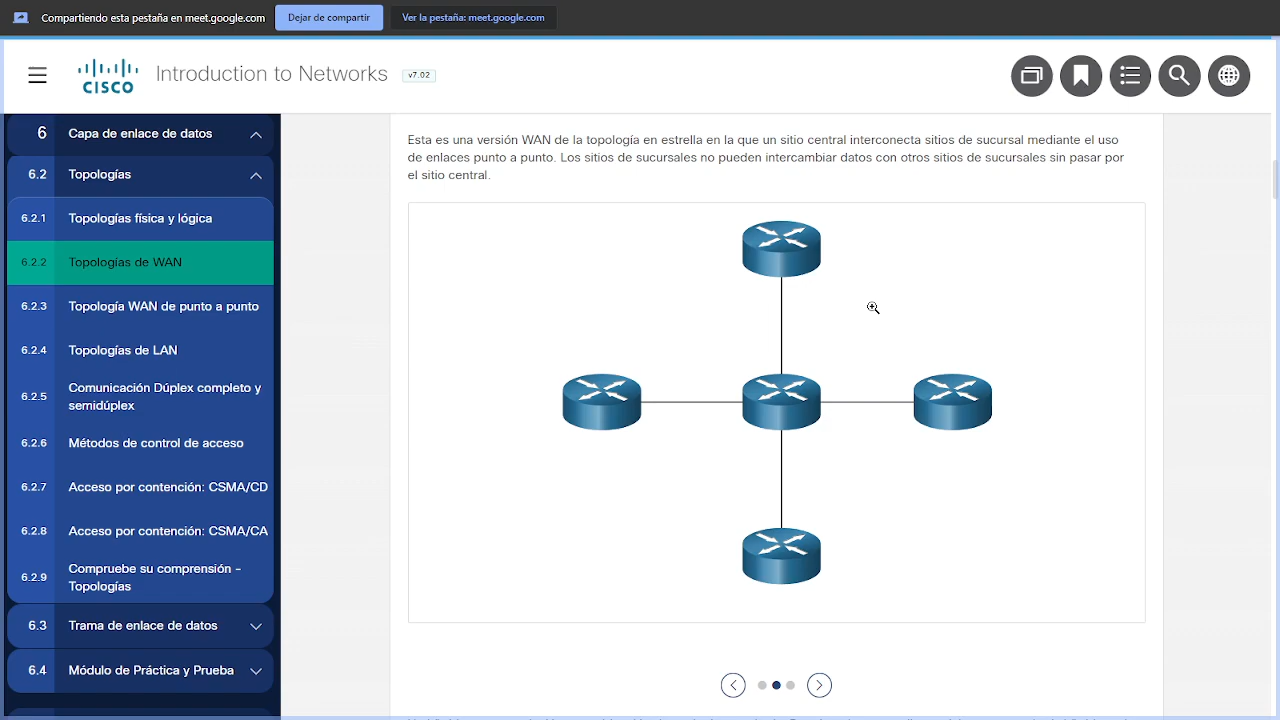 Compartiendo esta pestaña en meet.google.com
Dejar de compartir
Ver la pestaña: meet.google.com
CISCO
Introduction to Networks
v7.02
6 Capa de enlace de datos
6.2 Topologías
6.2.1 Topologías física y lógica
6.2.2 Topologías de WAN
6.2.3 Topología WAN de punto a punto
6.2.4 Topologías de LAN
6.2.5 Comunicación Dúplex completo y
semidúplex
6.2.6 Métodos de control de acceso
6.2.7 Acceso por contención: CSMA/CD
6.2.8 Acceso por contención: CSMA/CA
6.2.9 Compruebe su comprensión -
Topologías
6.3 Trama de enlace de datos
6.4 Módulo de Práctica y Prueba
Esta es una versión WAN de la topología en estrella en la que un sitio central interconecta sitios de sucursal mediante el uso
de enlaces punto a punto. Los sitios de sucursales no pueden intercambiar datos con otros sitios de sucursales sin pasar por
el sitio central.